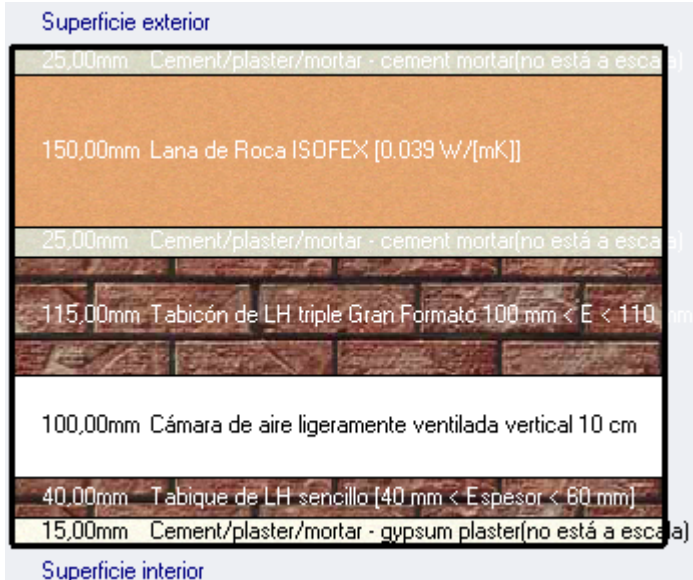 Superficie exterior
25,00mm Cement/plaster/mortar - cement mortar(no está a escala)
150,00mm Lana de Roca ISOFEX [0.039 W/[mK]]
25,00mm Cement/plaster/mortar - cement mortar(no está a escala)
115,00mm Tabicón de LH triple Gran Formato 100 mm < E < 110 mm
100,00mm Cámara de aire ligeramente ventilada vertical 10 cm
40,00mm Tabique de LH sencillo [40 mm < Espesor < 60 mm]
15,00mm Cement/plaster/mortar - gypsum plaster(no está a escala)
Superficie interior